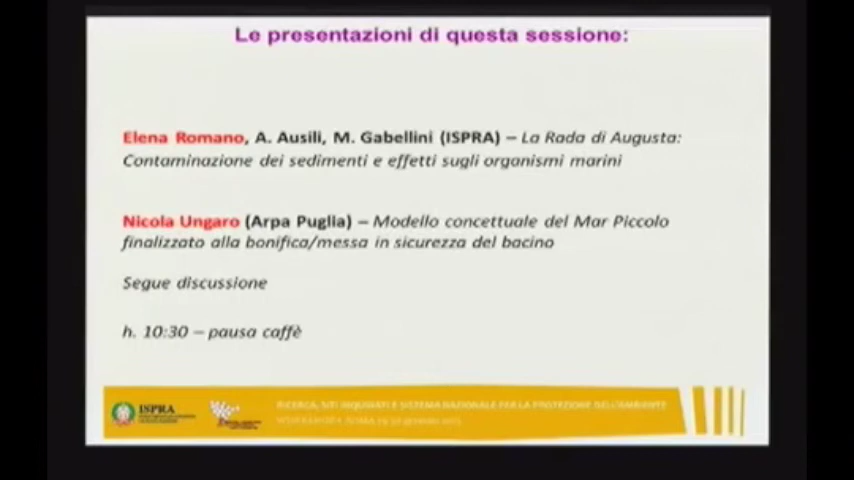 Le presentazioni di questa sessione:
Elena Romano, A. Ausili, M. Gabellini (ISPRA) – La Rada di Augusta:
Contaminazione dei sedimenti e effetti sugli organismi marini
Nicola Ungaro (Arpa Puglia) – Modello concettuale del Mar Piccolo
finalizzato alla bonifica/messa in sicurezza del bacino
Segue discussione
h. 10:30 – pausa caffè
ISPRA
RICERCA, SITI INQUINATI E SISTEMA NAZIONALE PER LA PROTEZIONE DELL'AMBIENTE